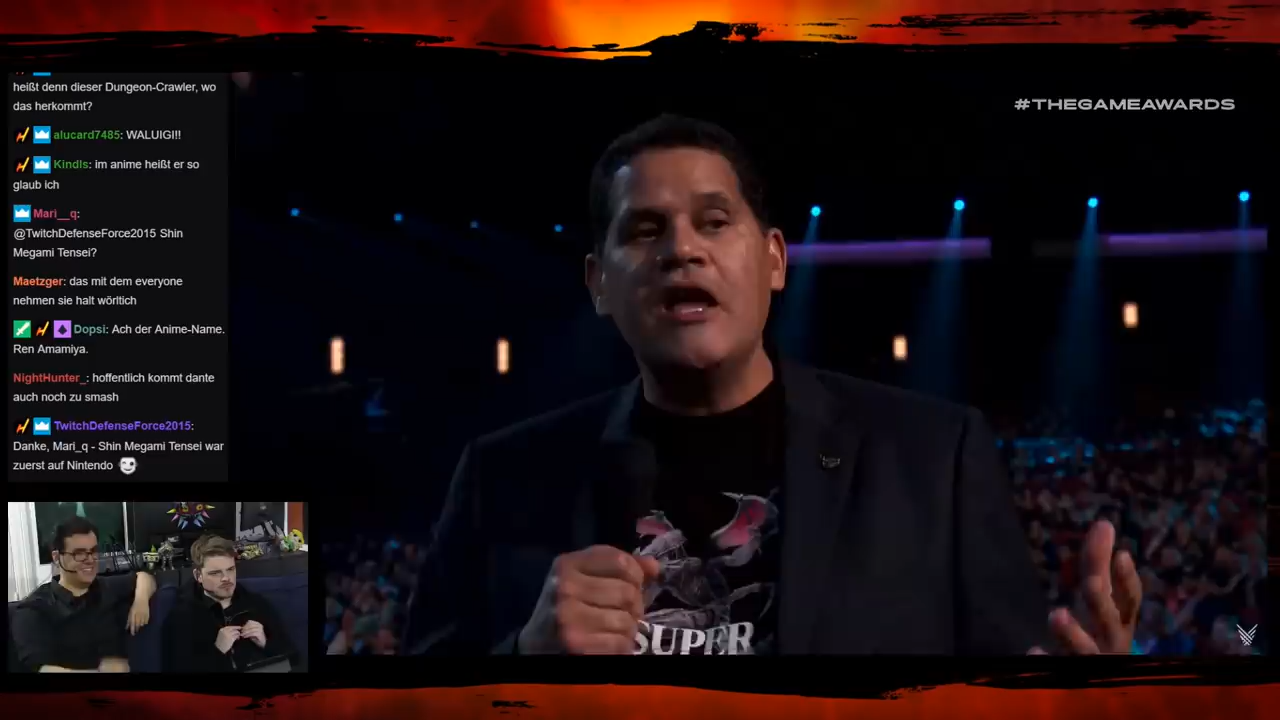 heißt denn dieser Dungeon-Crawler, wo
das herkommt?
alucard7485: WALUIGI!!
Kindls: im anime heißt er so
glaub ich
Mari__q:
@TwitchDefenseForce2015 Shin
Megami Tensei?
Maetzger: das mit dem everyone
nehmen sie halt wörltich
Dopsi: Ach der Anime-Name.
Ren Amamiya.
NightHunter_: hoffentlich kommt dante
auch noch zu smash
TwitchDefenseForce2015:
Danke, Mari_q - Shin Megami Tensei war
zuerst auf Nintendo
#THEGAMEAWARDS
SUPER